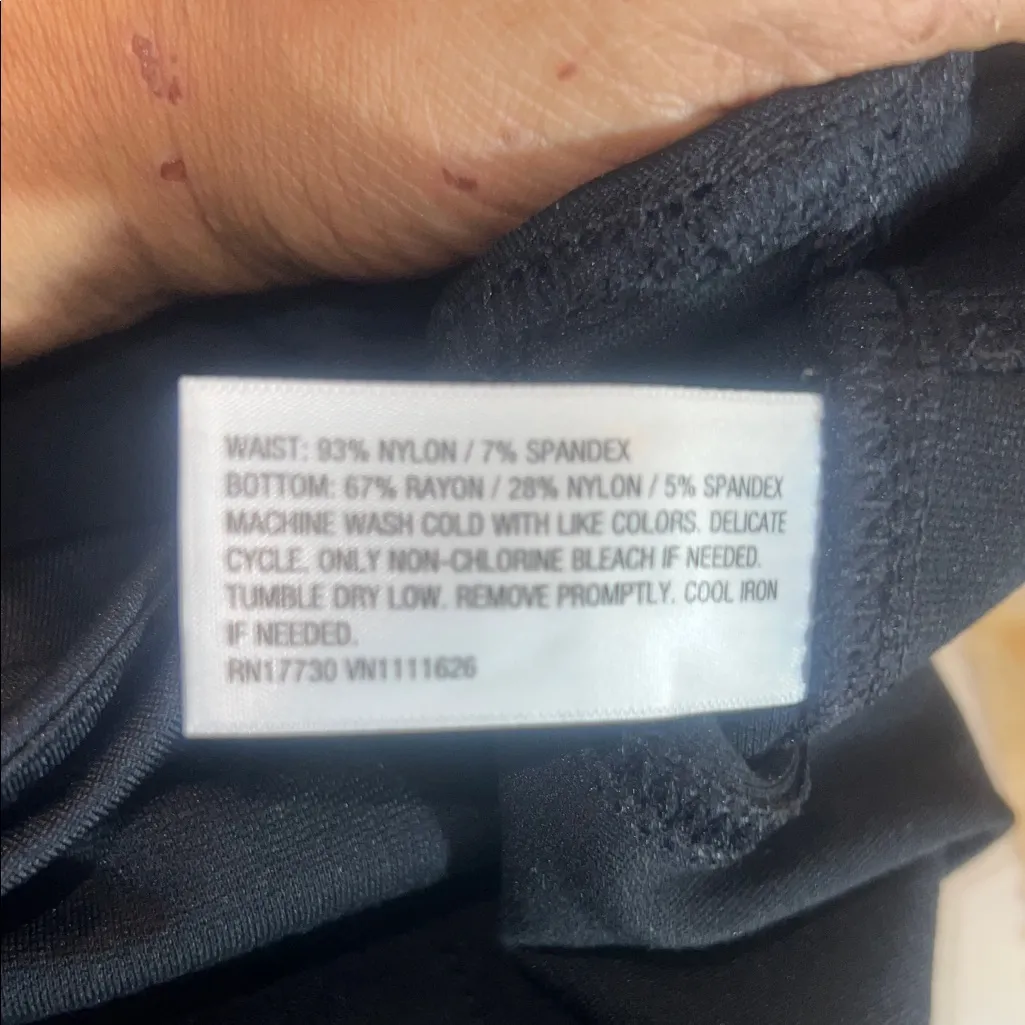 WAIST: 93% NYLON / 7% SPANDEX
BOTTOM: 67% RAYON / 28% NYLON / 5% SPANDEX
MACHINE WASH COLD WITH LIKE COLORS. DELICATE
CYCLE. ONLY NON-CHLORINE BLEACH IF NEEDED.
TUMBLE DRY LOW. REMOVE PROMPTLY. COOL IRON
IF NEEDED.
RN17730 VN1111626